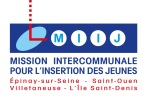 MIIJ
MISSION INTERCOMMUNALE
POUR L'INSERTION DES JEUNES
Épinay-sur-Seine - Saint-Ouen
Villetaneuse - L'Île Saint-Denis